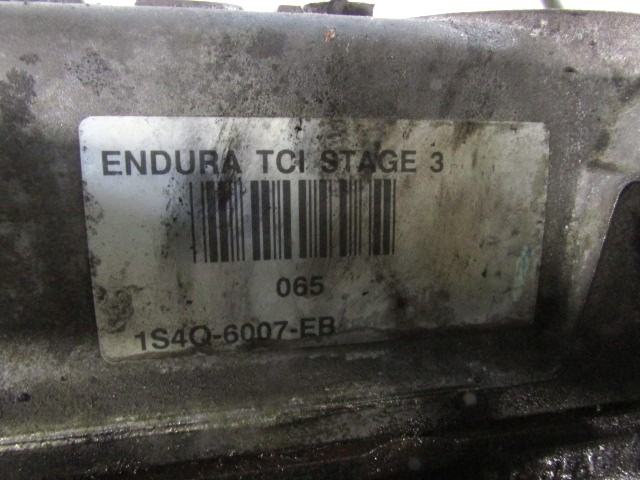 ENDURA TCI STAGE 3
065
1S4Q-6007-EB